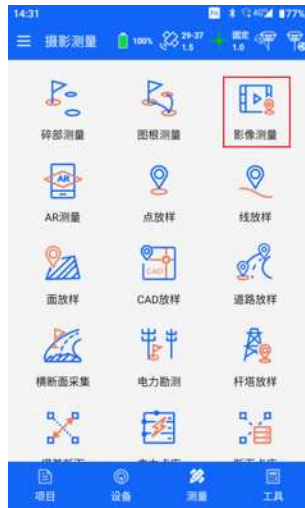 14:31
77%
摄影测量 100% 29-37 1.5 固定 1.0
碎部测量 图根测量 影像测量
AR
AR测量 点放样 线放样
CAD
面放样 CAD放样 道路放样
横断面采集 电力勘测 杆塔放样
项目 设备 测量 工具